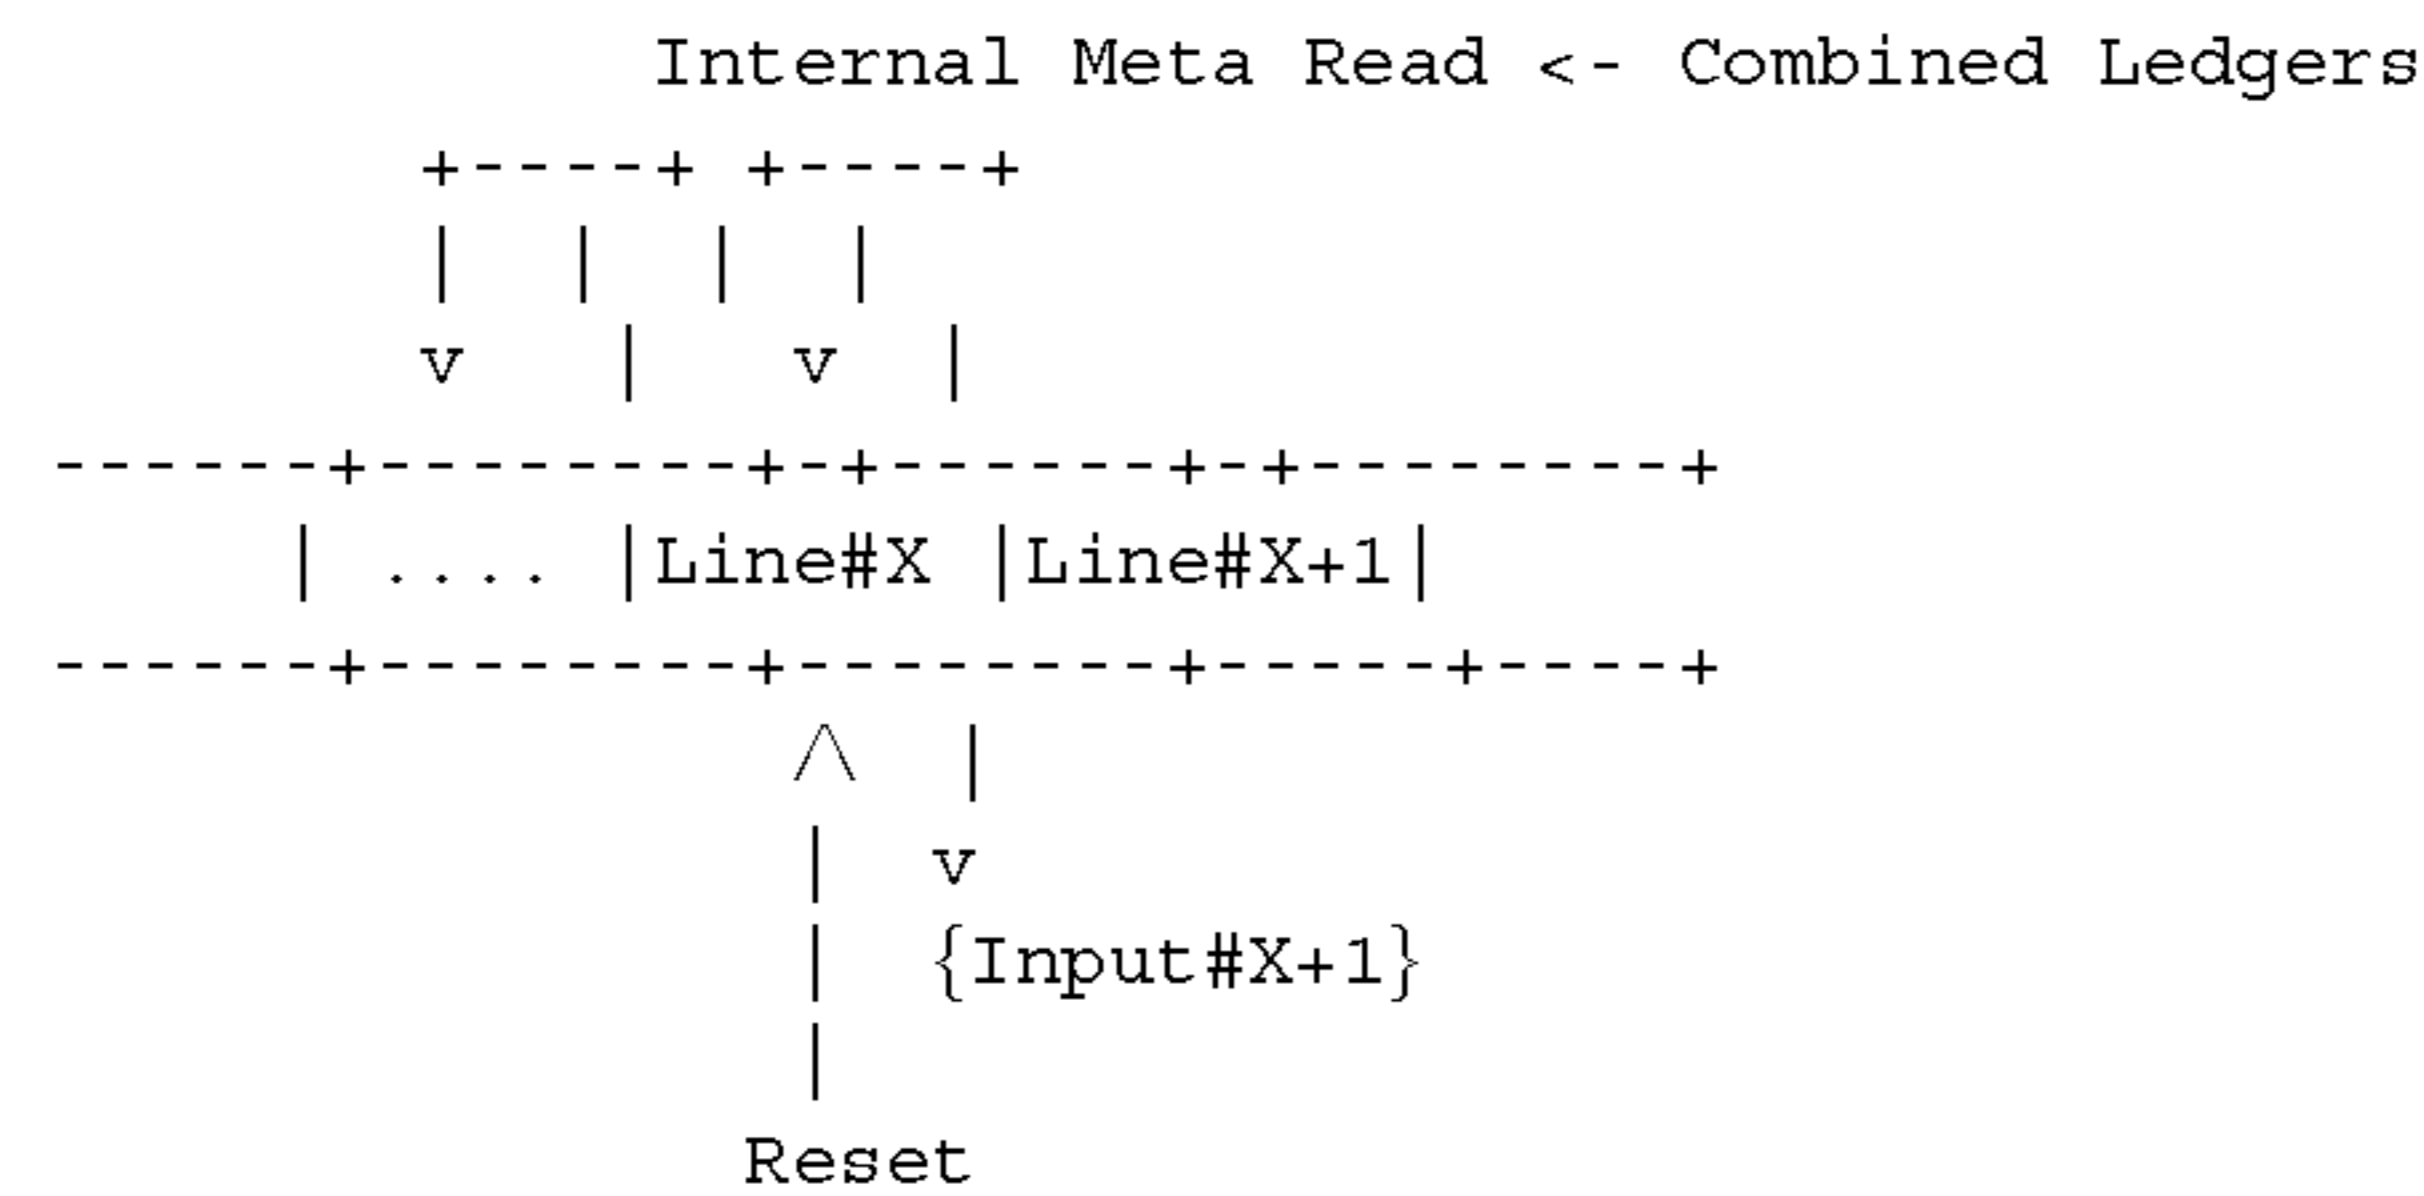 Internal Meta Read <- Combined Ledgers
+----+ +----+
|  |  |  |
v   |   v  |
------+--------+-+------+-+--------+
| .... |Line#X |Line#X+1|
------+--------+--------+-----+----+
^  |
|  v
|  {Input#X+1}
|
Reset